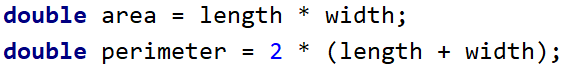 double area = length * width;
double perimeter = 2 * (length + width);